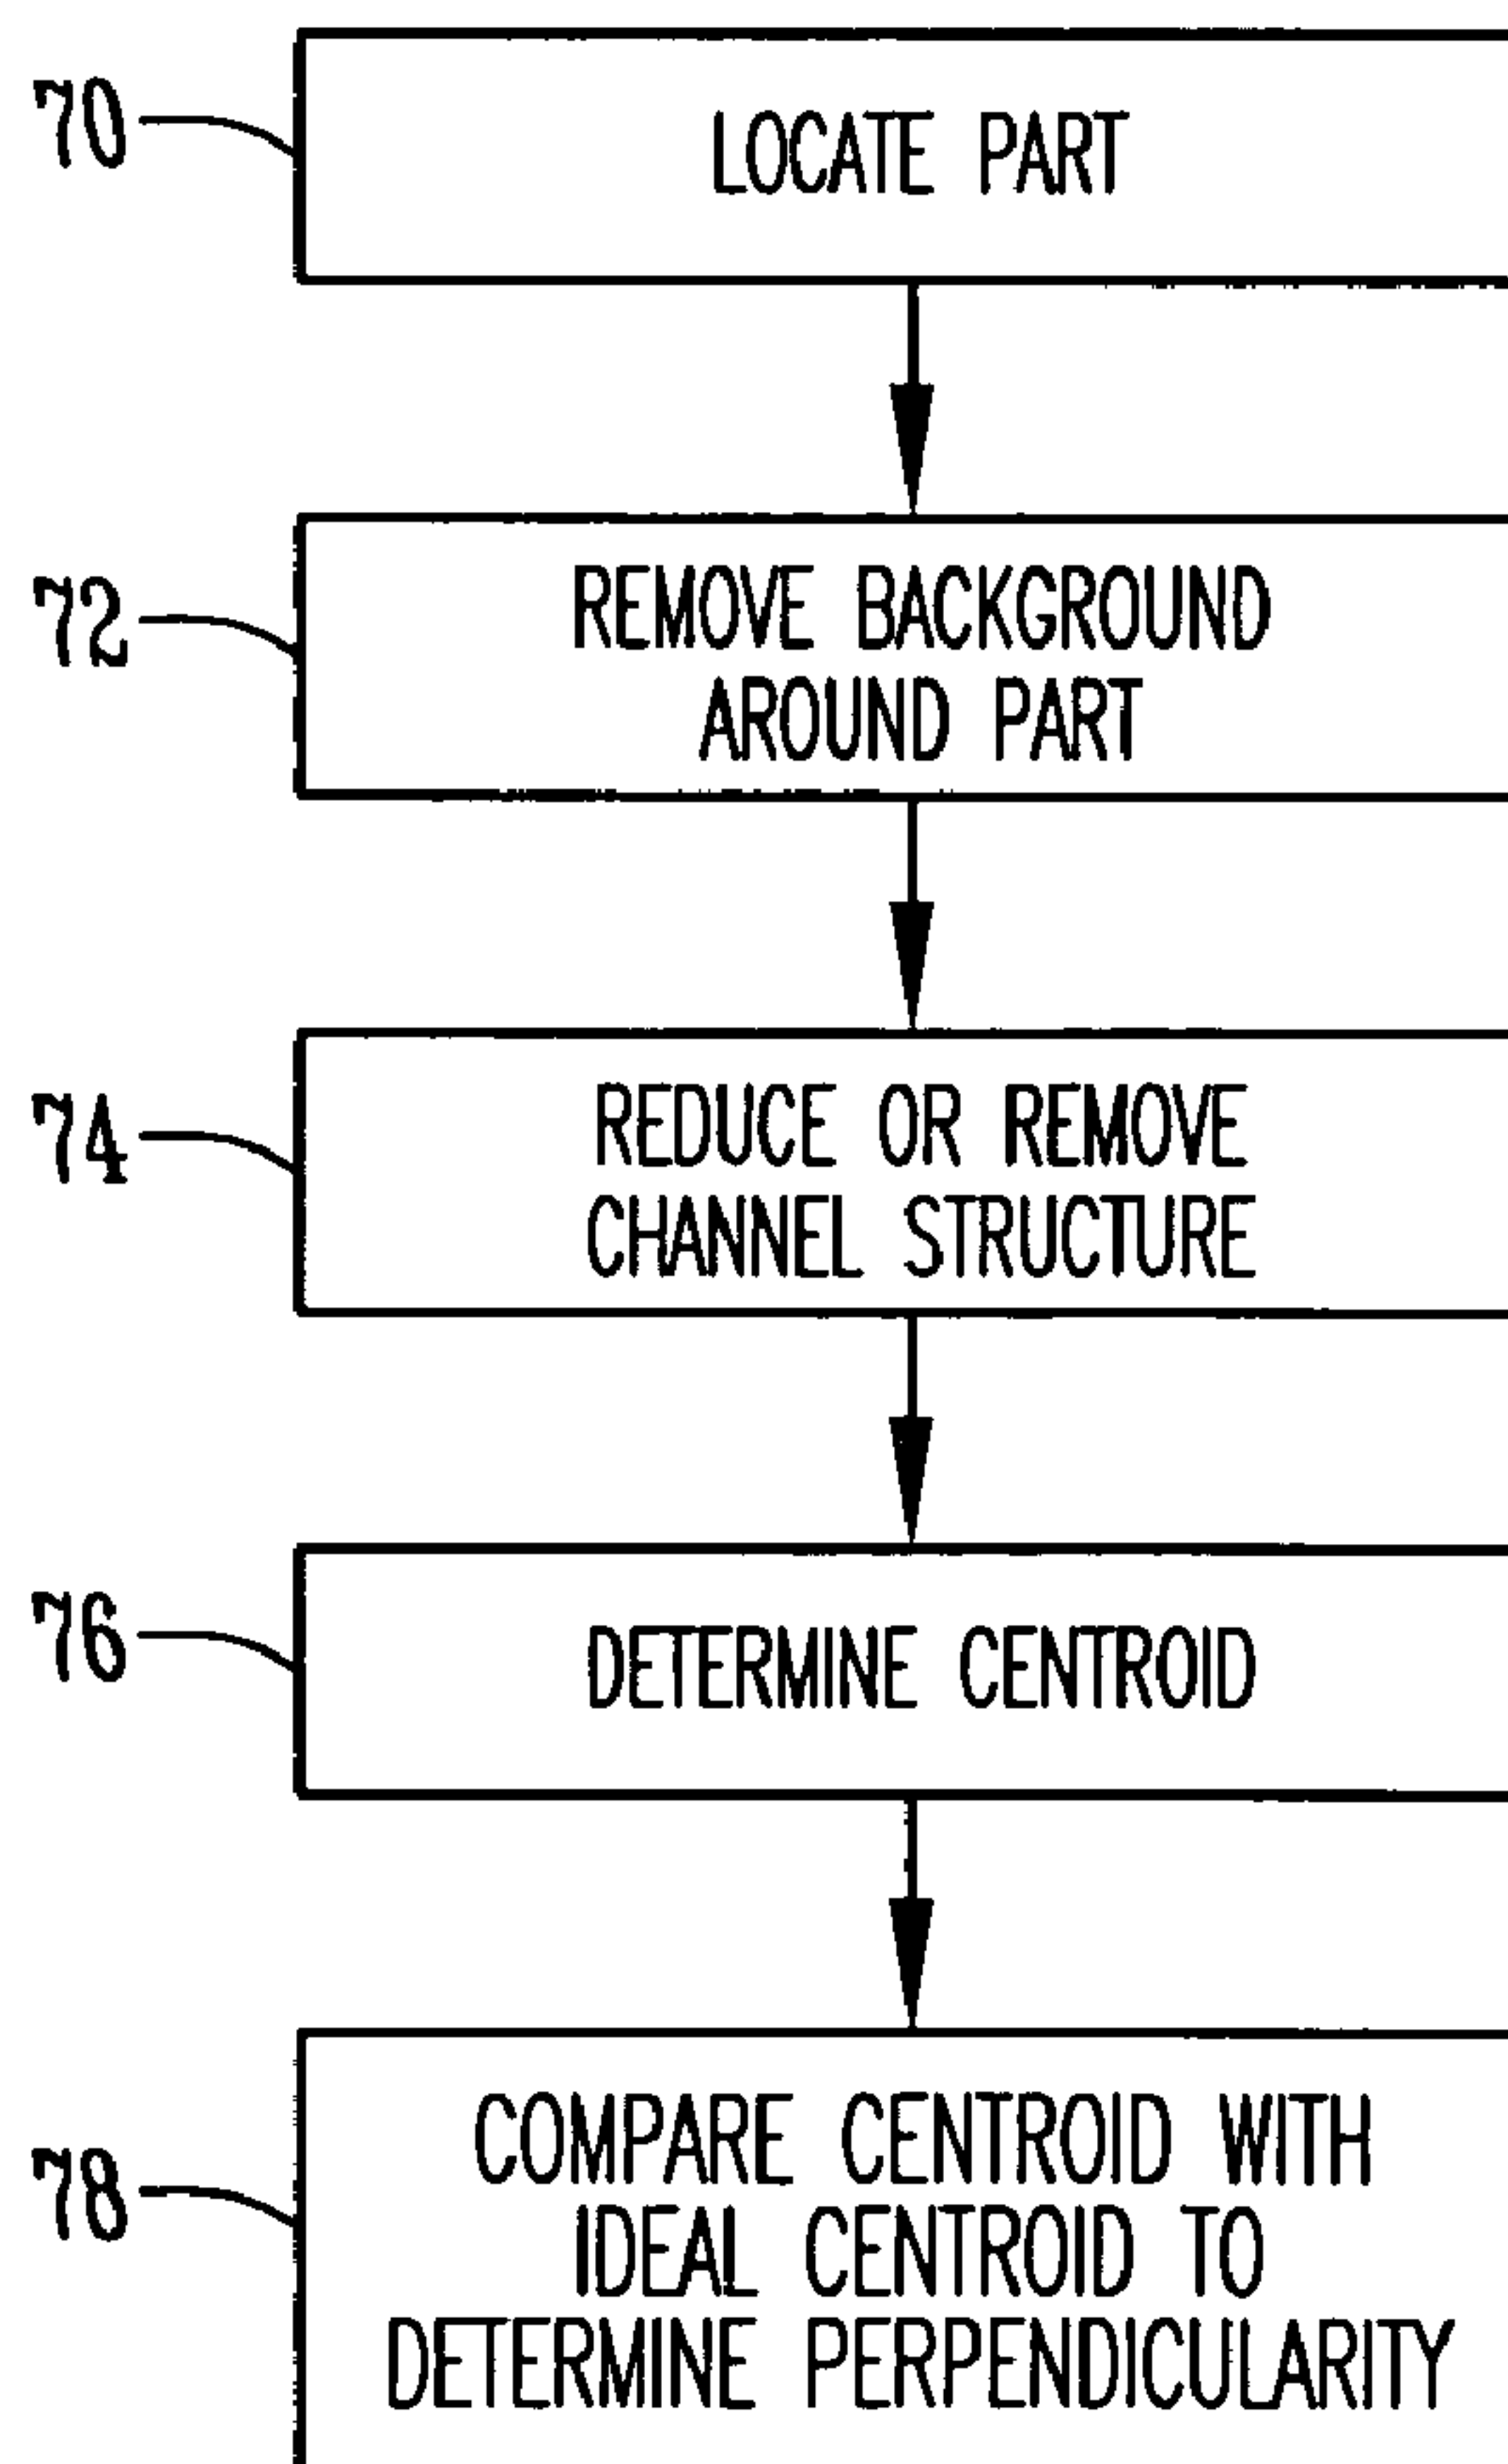 70
LOCATE PART
72
REMOVE BACKGROUND
AROUND PART
74
REDUCE OR REMOVE
CHANNEL STRUCTURE
76
DETERMINE CENTROID
78
COMPARE CENTROID WITH
IDEAL CENTROID TO
DETERMINE PERPENDICULARITY